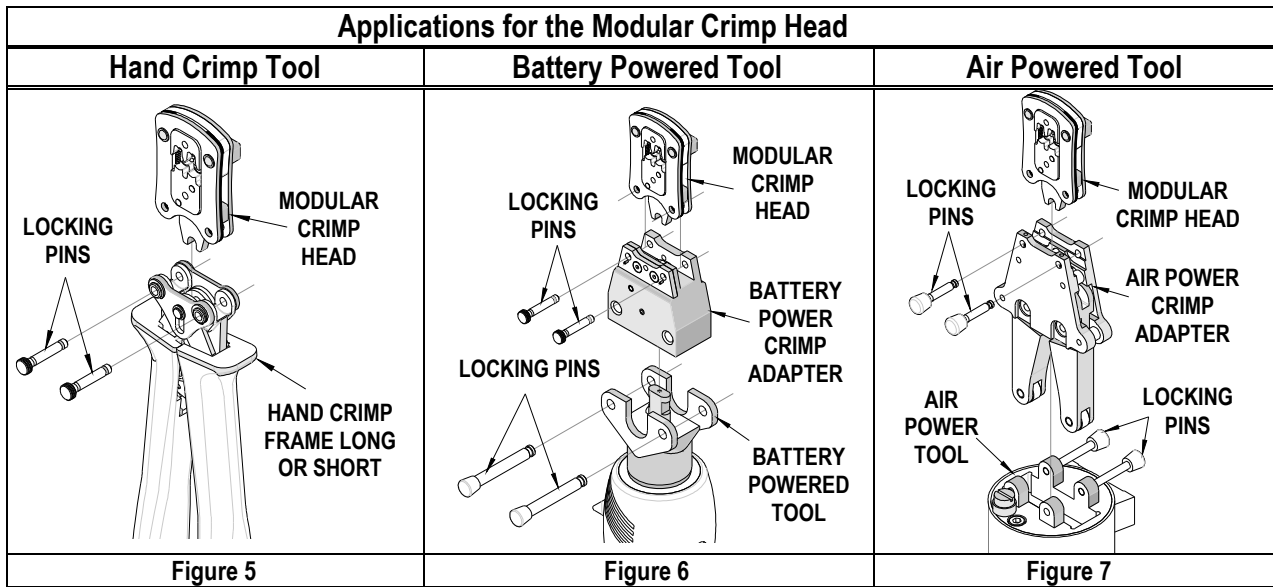 Applications for the Modular Crimp Head
Hand Crimp Tool
Battery Powered Tool
Air Powered Tool
LOCKING
PINS
MODULAR
CRIMP
HEAD
HAND CRIMP
FRAME LONG
OR SHORT
LOCKING
PINS
MODULAR
CRIMP
HEAD
BATTERY
POWER
CRIMP
ADAPTER
LOCKING PINS
BATTERY
POWERED
TOOL
LOCKING
PINS
MODULAR
CRIMP HEAD
AIR POWER
CRIMP
ADAPTER
AIR
POWER
TOOL
LOCKING
PINS
Figure 5
Figure 6
Figure 7